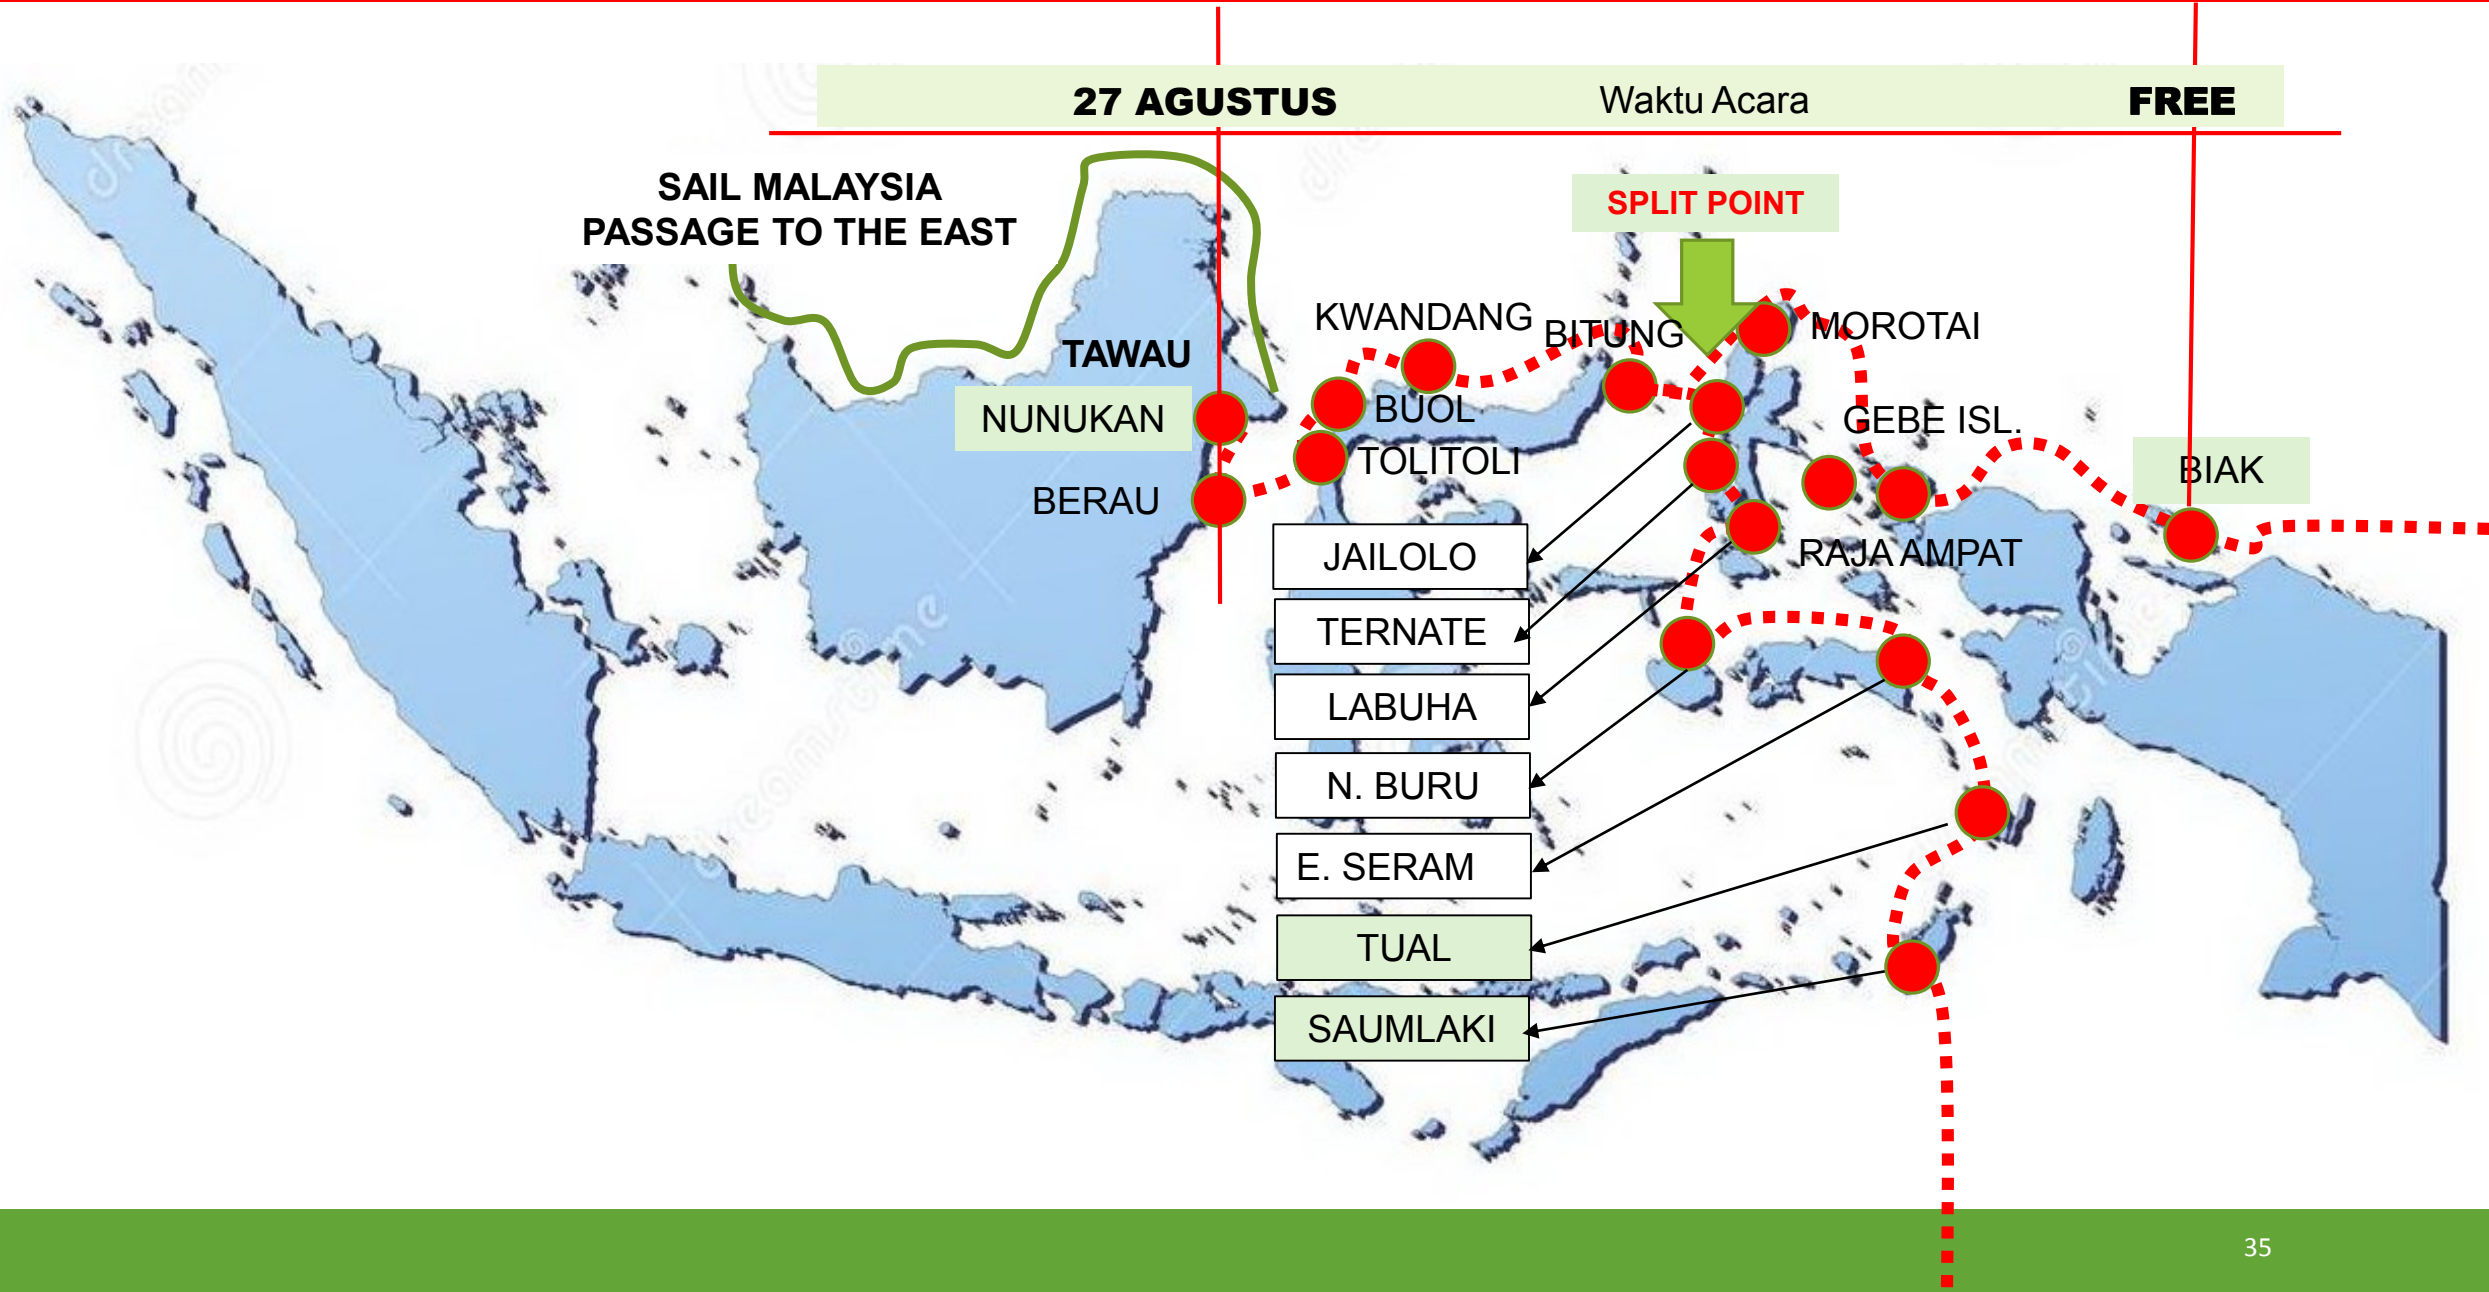 27 AGUSTUS
Waktu Acara
FREE
SAIL MALAYSIA
PASSAGE TO THE EAST
SPLIT POINT
KWANDANG
BITUNG
MOROTAI
TAWAU
NUNUKAN
BUOL
GEBE ISL.
TOLITOLI
BIAK
BERAU
JAILOLO
RAJA AMPAT
TERNATE
LABUHA
N. BURU
E. SERAM
TUAL
SAUMLAKI
35
dreamstime